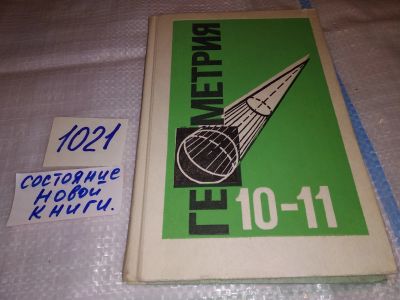 1021
СОСТОЯНИЕ
НОВОЙ
КНИГИ.
ГЕОМЕТРИЯ
10-11